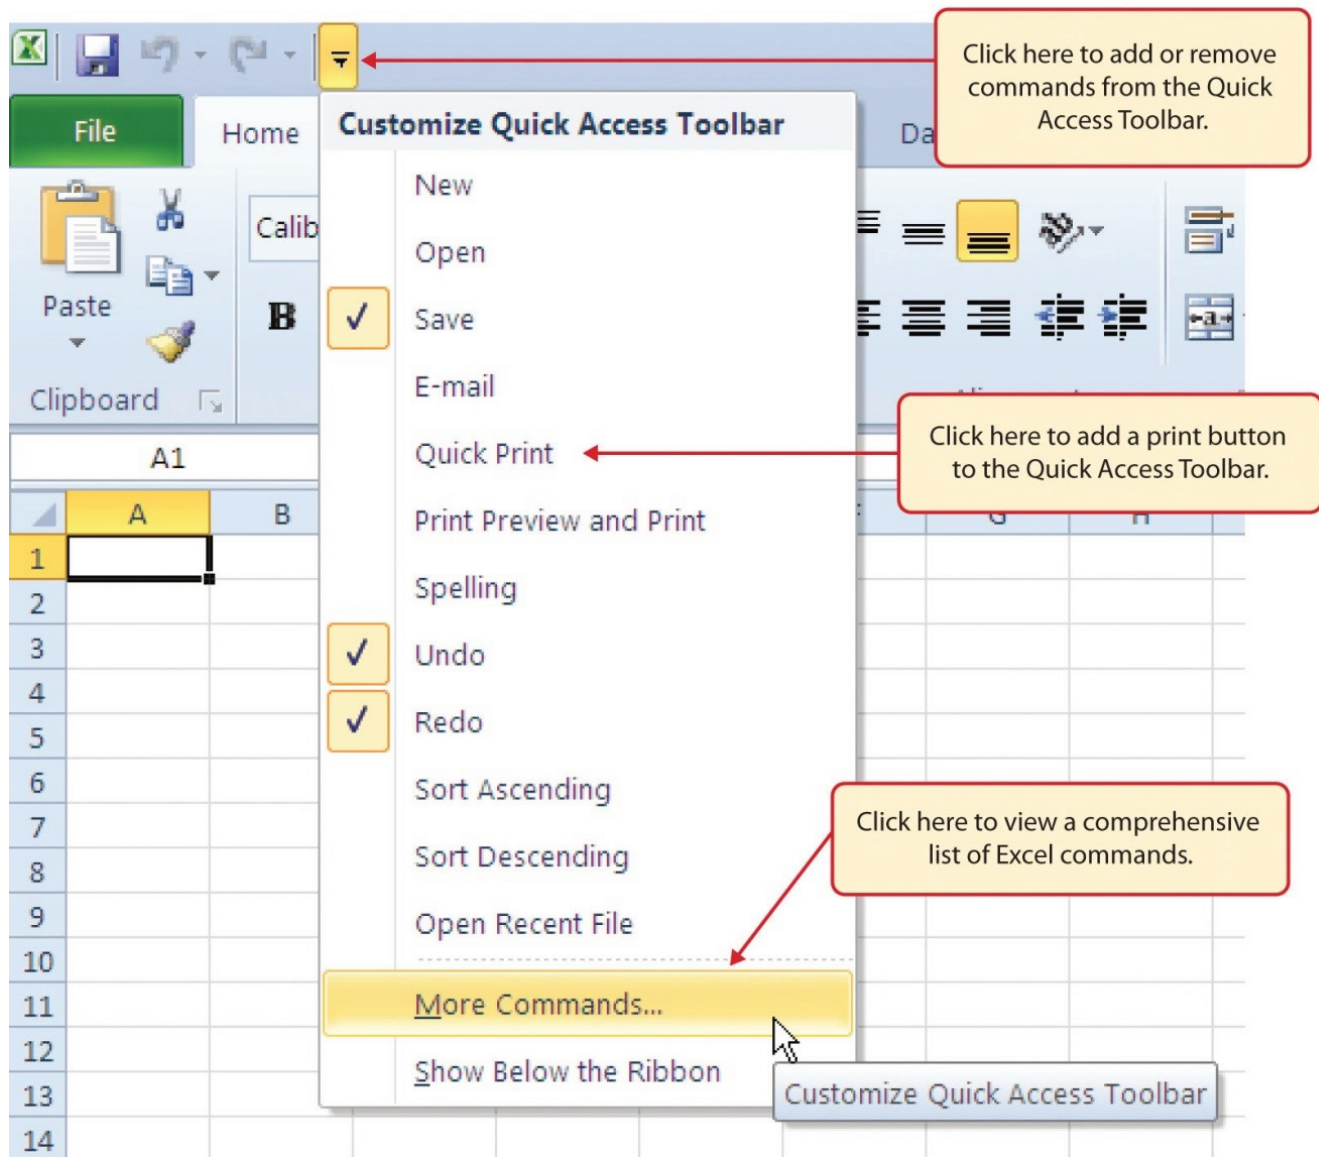 Click here to add or remove
commands from the Quick
Access Toolbar.
File
Home
Customize Quick Access Toolbar
Da
New
Calib
Open
Paste
B
Save
a
E-mail
Clipboard
Click here to add a print button
to the Quick Access Toolbar.
A1
Quick Print
A
B
G
H
Print Preview and Print
1
2
Spelling
3
Undo
4
5
Redo
6
Sort Ascending
7
Click here to view a comprehensive
list of Excel commands.
8
Sort Descending
9
Open Recent File
10
11
More Commands...
12
Show Below the Ribbon
13
Customize Quick Access Toolbar
14